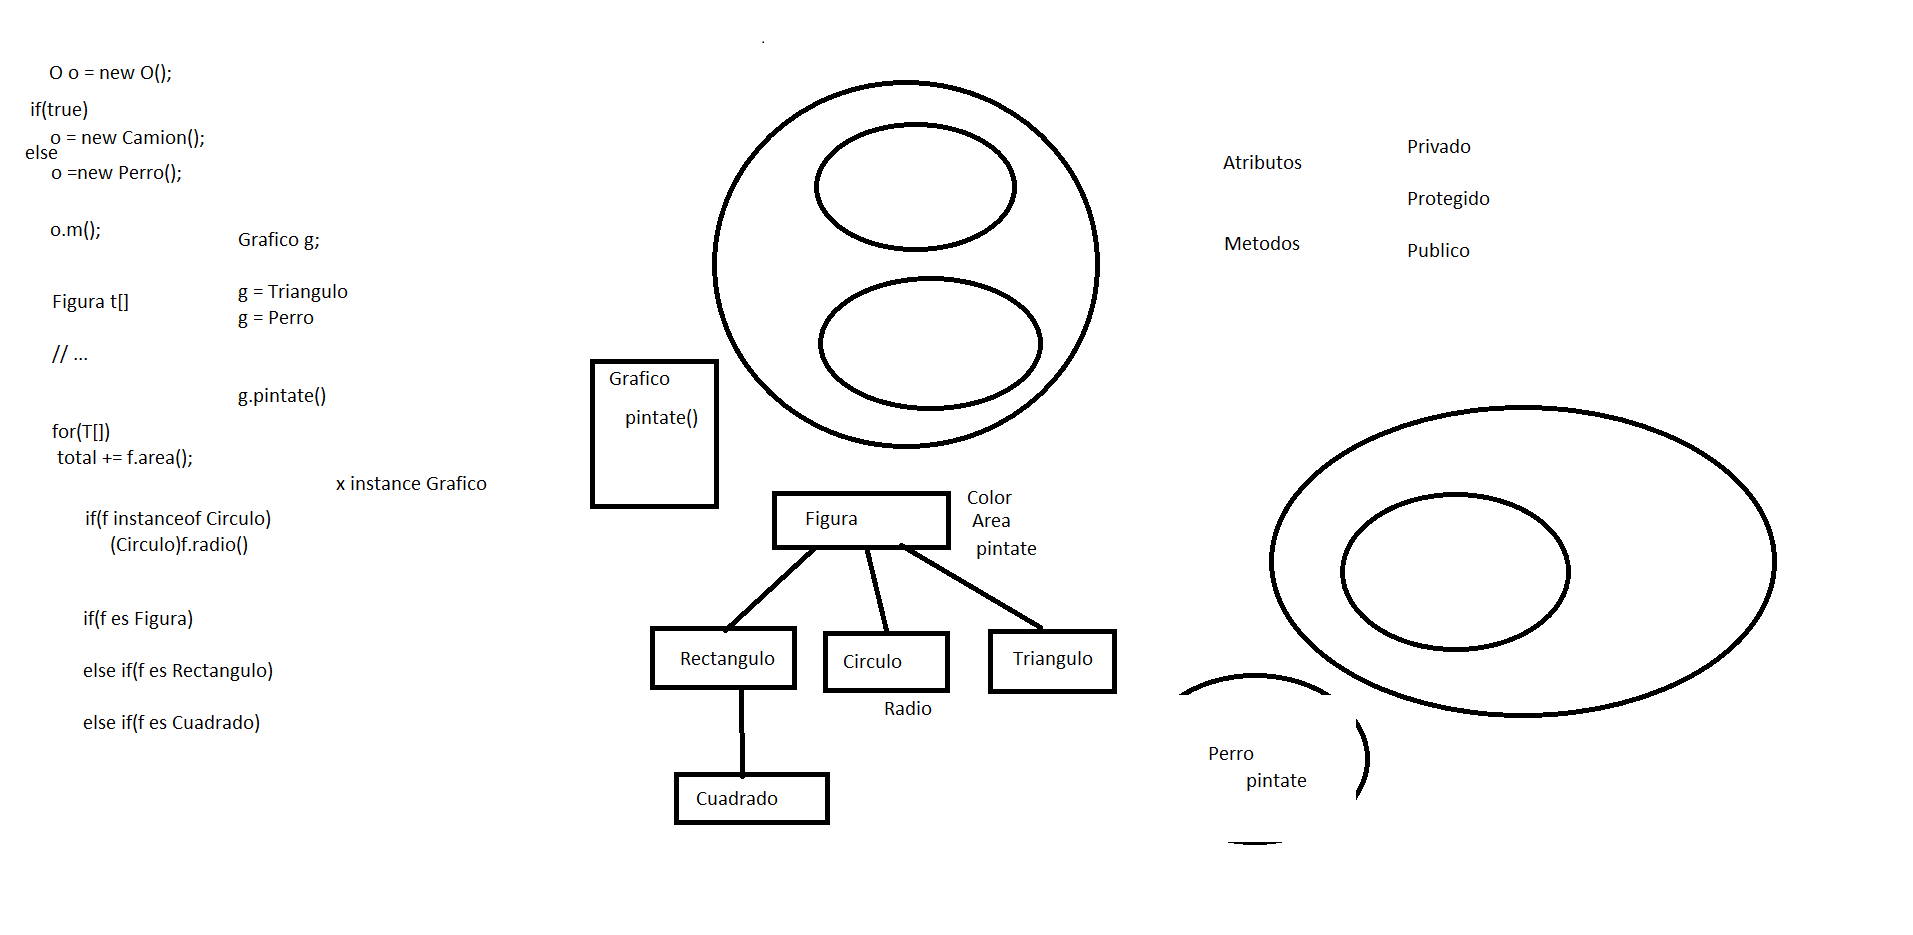 O o = new O();
if(true)
o = new Camion();
else
o =new Perro();
o.m();
Figura t[]
// ...
for(T[])
total += f.area();
if(f instanceof Circulo)
(Circulo)f.radio()
if(f es Figura)
else if(f es Rectangulo)
else if(f es Cuadrado)
Grafico g;
g = Triangulo
g = Perro
g.pintate()
x instance Grafico
Grafico
pintate()
Figura
Color
Area
pintate
Rectangulo
Circulo
Triangulo
Radio
Cuadrado
Atributos
Metodos
Privado
Protegido
Publico
Perro
pintate